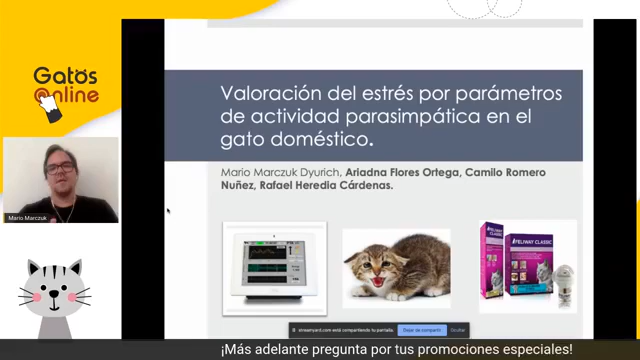 Gatos
Online
Valoración del estrés por parámetros
de actividad parasimpática en el
gato doméstico.
Mario Marczuk Dyurich, Ariadna Flores Ortega, Camilo Romero
Nuñez, Rafael Heredia Cárdenas.
Mario Marczuk
FELIWAY CLASSIC
FELIWAY CLASSIC
streamyard.com está compartiendo tu pantalla.
Dejar de compartir
Ocultar
¡Más adelante pregunta por tus promociones especiales!